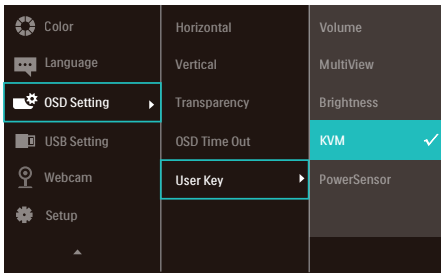 Color
Language
OSD Setting
USB Setting
Webcam
Setup
Horizontal
Vertical
Transparency
OSD Time Out
User Key
Volume
MultiView
Brightness
KVM
PowerSensor